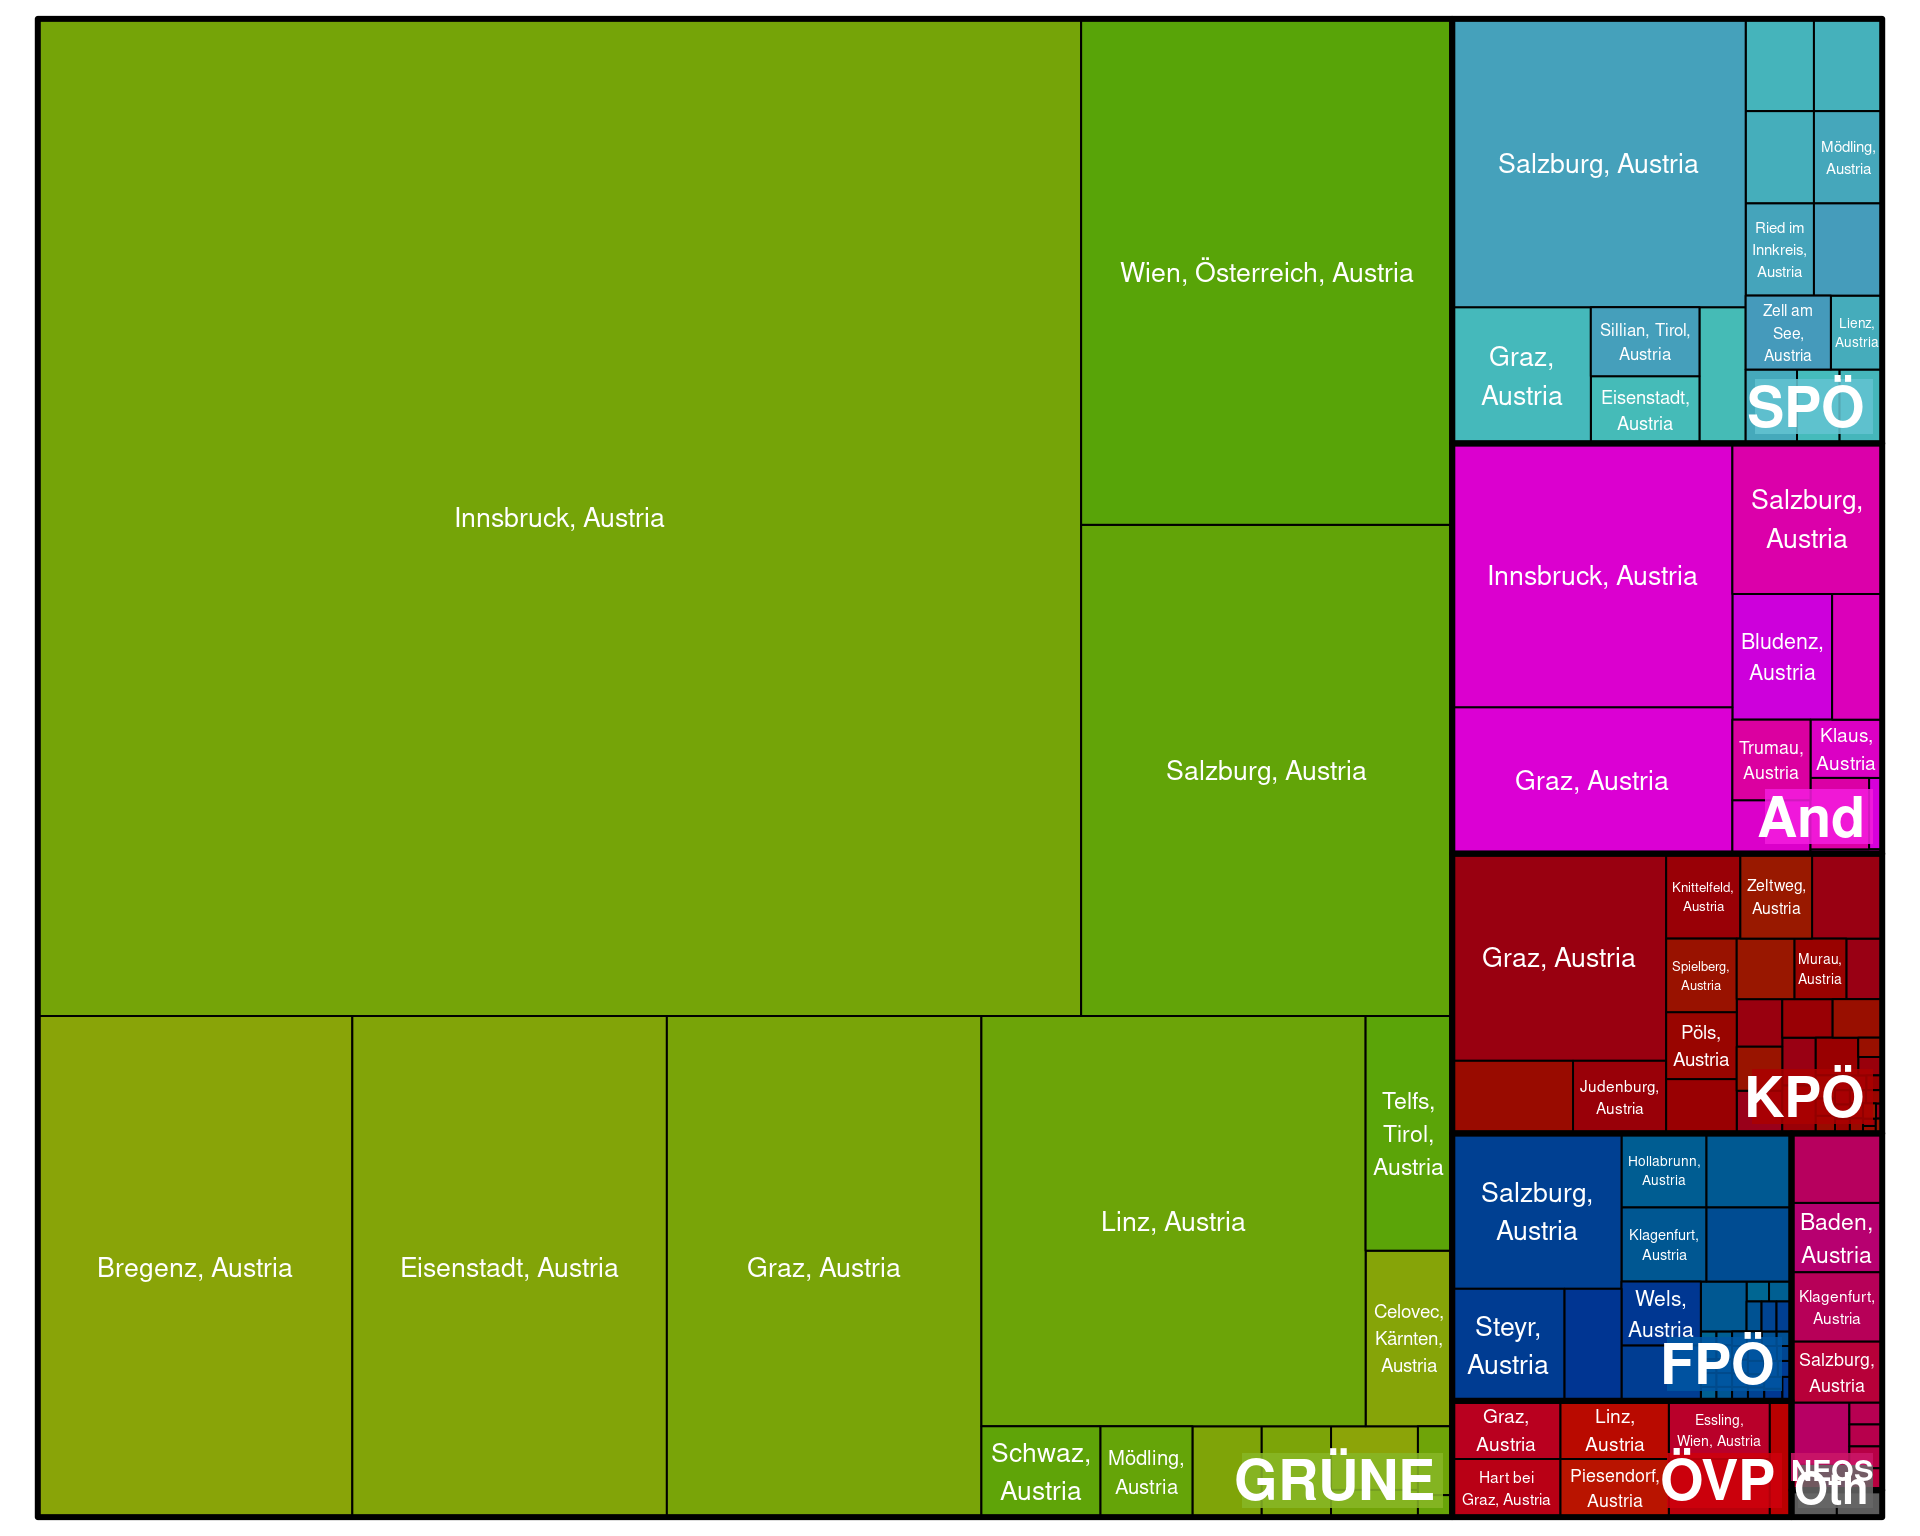 Innsbruck, Austria
Wien, Österreich, Austria
Salzburg, Austria
Bregenz, Austria
Eisenstadt, Austria
Graz, Austria
Linz, Austria
Telfs,
Tirol,
Austria
Celovec,
Kärnten,
Austria
Schwaz,
Austria
Mödling,
Austria
GRÜNE
Salzburg, Austria
Mödling,
Austria
Ried im
Innkreis,
Austria
Zell am
See,
Austria
Lienz,
Austria
Graz,
Austria
Sillian, Tirol,
Austria
Eisenstadt,
Austria
SPÖ
Innsbruck, Austria
Salzburg,
Austria
Bludenz,
Austria
Graz, Austria
Trumau,
Austria
Klaus,
Austria
And
Graz, Austria
Knittelfeld,
Austria
Zeltweg,
Austria
Spielberg,
Austria
Murau,
Austria
Pöls,
Austria
Judenburg,
Austria
KPÖ
Salzburg,
Austria
Hollabrunn,
Austria
Klagenfurt,
Austria
Steyr,
Austria
Wels,
Austria
FPÖ
Baden,
Austria
Klagenfurt,
Austria
Salzburg,
Austria
NEOS
Graz,
Austria
Linz,
Austria
Essling,
Wien, Austria
Hart bei
Graz, Austria
Piesendorf,
Austria
ÖVP
Oth